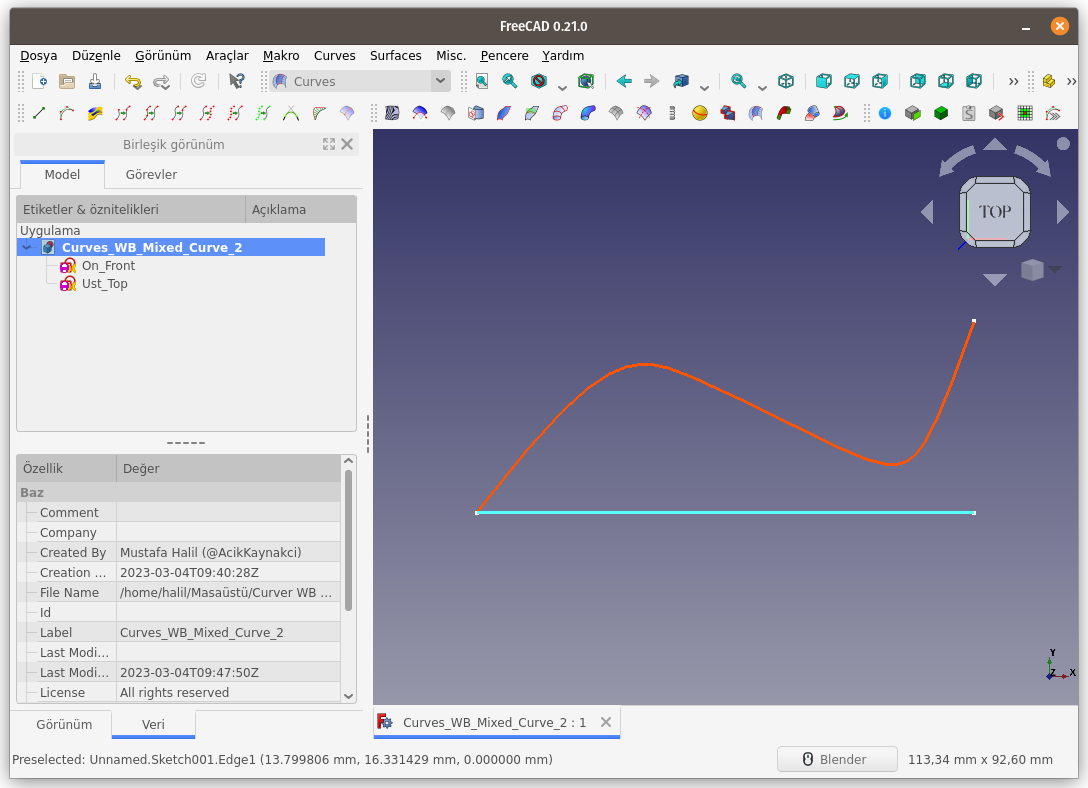 FreeCAD 0.21.0
Dosya Düzenle Görünüm Araçlar Makro Curves Surfaces Misc. Pencere Yardım
Curves
Birleşik görünüm
Model Görevler
Etiketler & öznitelikleri Açıklama
Uygulama
Curves_WB_Mixed_Curve_2
On_Front
Ust_Top
TOP
Özellik Değer
Baz
Comment
Company
Created By Mustafa Halil (@AcikKaynakci)
Creation ... 2023-03-04T09:40:28Z
File Name /home/halil/Masaüstü/Curver WB ...
Id
Label Curves_WB_Mixed_Curve_2
Last Modi...
Last Modi... 2023-03-04T09:47:50Z
License All rights reserved
Y
Z X
Görünüm Veri
Curves_WB_Mixed_Curve_2 : 1
Preselected: Unnamed.Sketch001.Edge1 (13.799806 mm, 16.331429 mm, 0.000000 mm)
Blender
113,34 mm x 92,60 mm